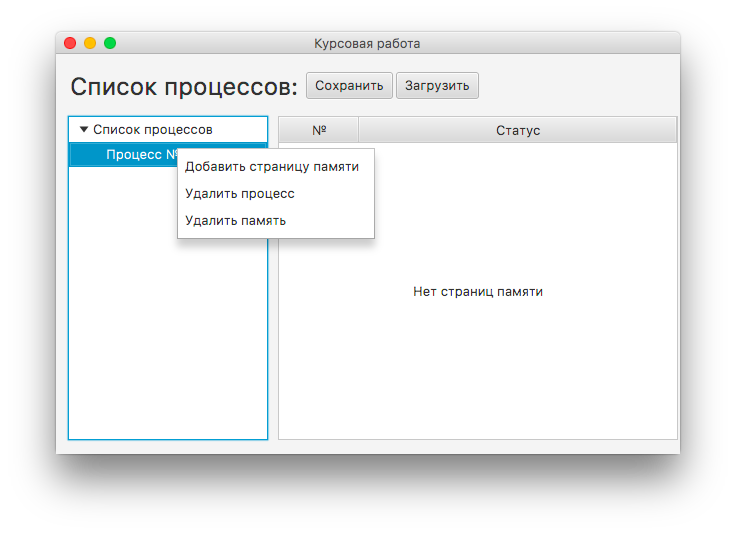 Курсовая работа
Список процессов: Сохранить Загрузить
Список процессов
№ Статус
Процесс №
Добавить страницу памяти
Удалить процесс
Удалить память
Нет страниц памяти